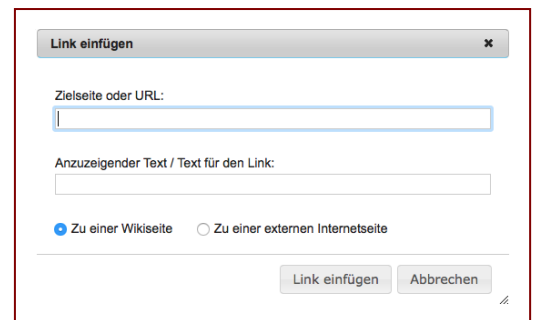 Link einfügen
Zielseite oder URL:
Anzuzeigender Text / Text für den Link:
Zu einer Wikiseite Zu einer externen Internetseite
Link einfügen Abbrechen